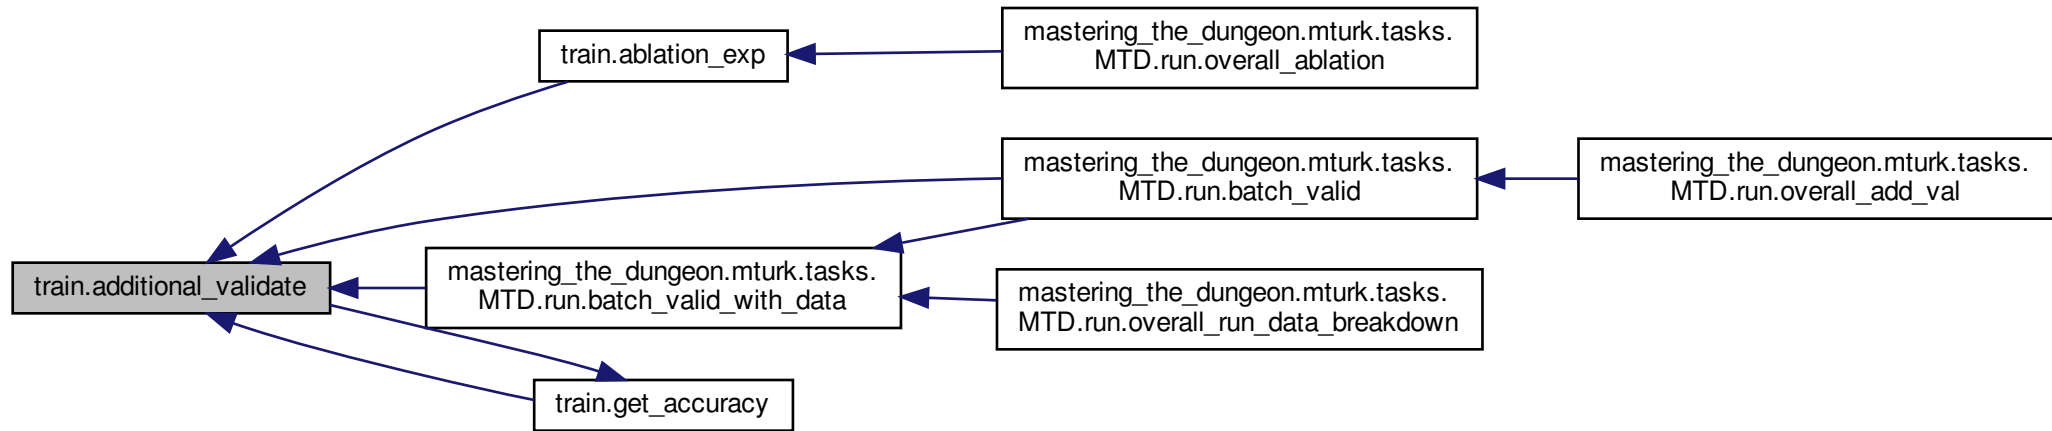 train.ablation_exp
mastering_the_dungeon.mturk.tasks.
MTD.run.overall_ablation
mastering_the_dungeon.mturk.tasks.
MTD.run.batch_valid
mastering_the_dungeon.mturk.tasks.
MTD.run.overall_add_val
train.additional_validate
mastering_the_dungeon.mturk.tasks.
MTD.run.batch_valid_with_data
mastering_the_dungeon.mturk.tasks.
MTD.run.overall_run_data_breakdown
train.get_accuracy